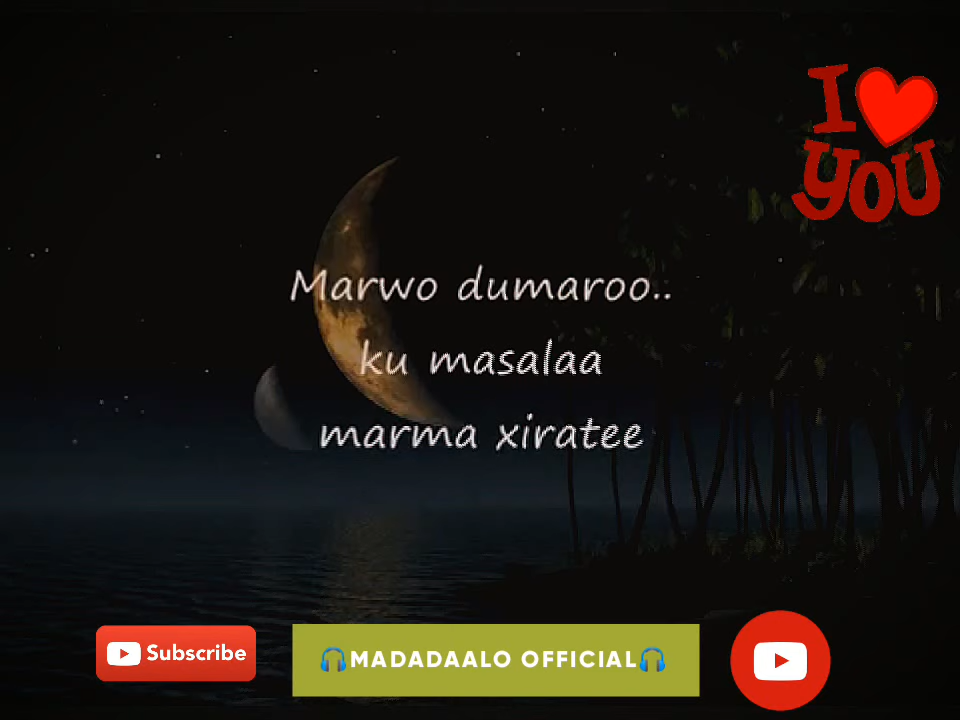 I ❤
YOU
Marwo dumaroo..
ku masalaa
marma xiratee
Subscribe
🎧MADADAALO OFFICIAL🎧